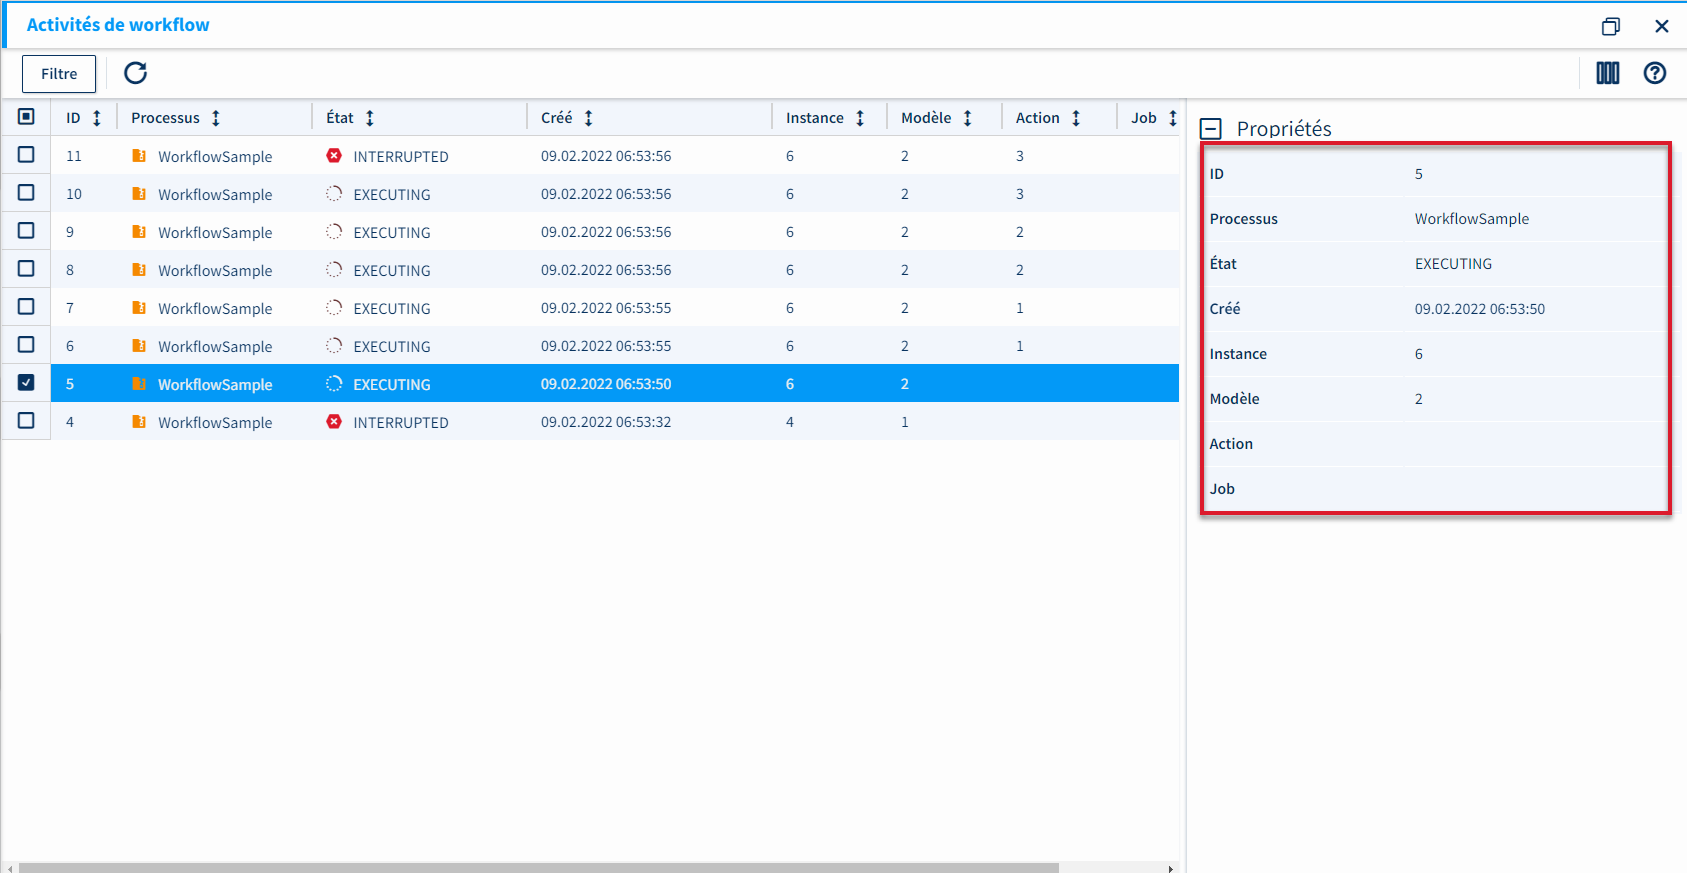 Activités de workflow
Filtre
ID Processus État Créé Instance Modèle Action Job
11 WorkflowSample INTERRUPTED 09.02.2022 06:53:56 6 2 3
10 WorkflowSample EXECUTING 09.02.2022 06:53:56 6 2 3
9 WorkflowSample EXECUTING 09.02.2022 06:53:56 6 2 2
8 WorkflowSample EXECUTING 09.02.2022 06:53:56 6 2 2
7 WorkflowSample EXECUTING 09.02.2022 06:53:55 6 2 1
6 WorkflowSample EXECUTING 09.02.2022 06:53:55 6 2 1
5 WorkflowSample EXECUTING 09.02.2022 06:53:50 6 2
4 WorkflowSample INTERRUPTED 09.02.2022 06:53:32 4 1
Propriétés
ID 5
Processus WorkflowSample
État EXECUTING
Créé 09.02.2022 06:53:50
Instance 6
Modèle 2
Action
Job